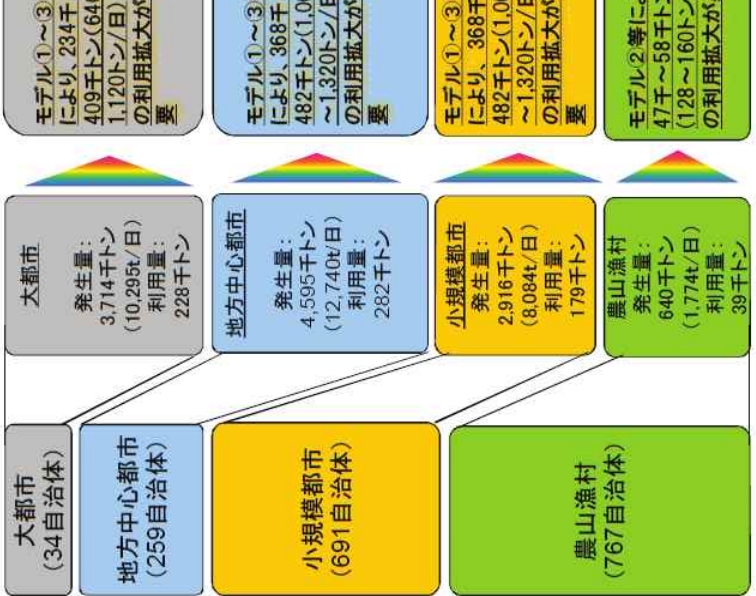 大都市
(34自治体)
地方中心都市
(259自治体)
小規模都市
(691自治体)
農山漁村
(767自治体)
大都市
発生量：
3,714千トン
(10,295t/日)
利用量：
228千トン
地方中心都市
発生量：
4,595千トン
(12,740t/日)
利用量：
282千トン
小規模都市
発生量：
2,916千トン
(8,084t/日)
利用量：
179千トン
農山漁村
発生量：
640千トン
(1,774t/日)
利用量：
39千トン
モデル①～③
により、234千
409千トン(640
1,120トン/日)
の利用拡大が
要
モデル①～③
により、368千
482千トン(1,0
～1,320トン/日
の利用拡大が
要
モデル①～③
により、368千
482千トン(1,0
～1,320トン/日
の利用拡大が
要
モデル②等に
47千～58千トン
(128～160トン
の利用拡大が